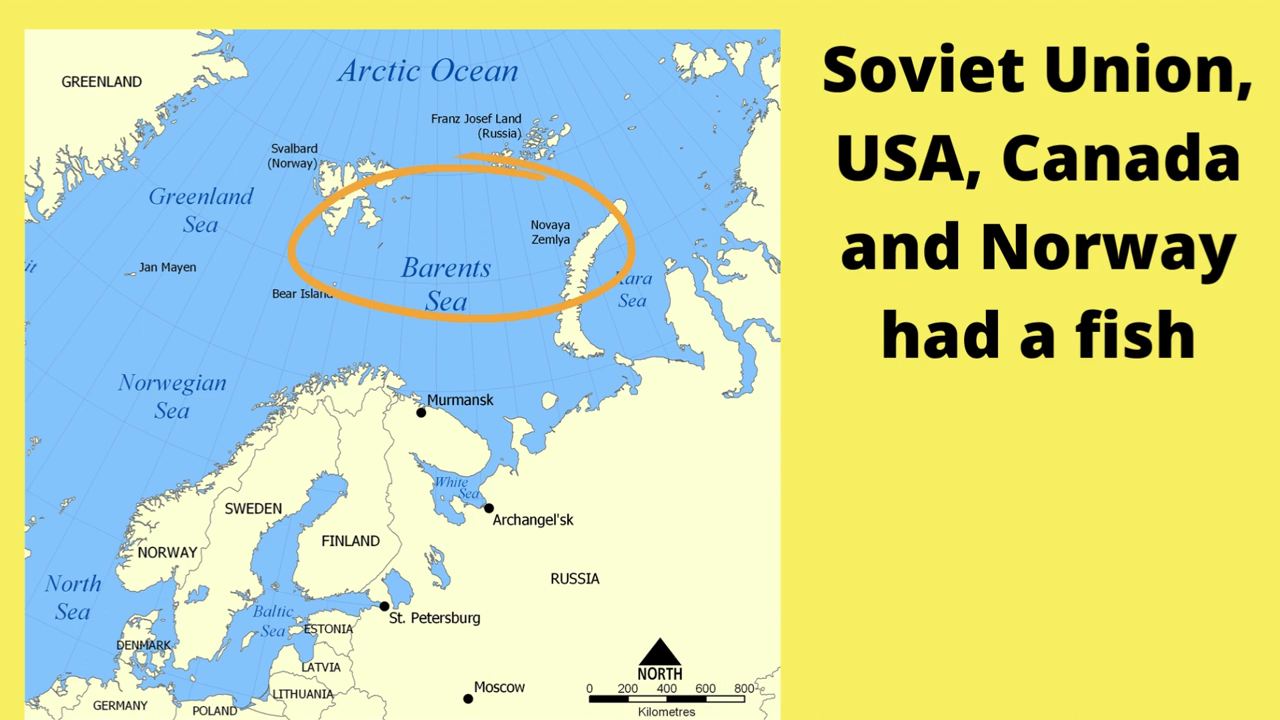 GREENLAND
Arctic Ocean
Franz Josef Land
(Russia)
Svalbard
(Norway)
Greenland
Sea
Novaya
Zemlya
Jan Mayen
Barents
Sea
Bear Island
Kara
Sea
Norwegian
Sea
Murmansk
White
Sea
SWEDEN
Archangel'sk
NORWAY
FINLAND
RUSSIA
North
Sea
Baltic
Sea
St. Petersburg
ESTONIA
DENMARK
LATVIA
LITHUANIA
Moscow
GERMANY
POLAND
NORTH
0 200 400 600 800
Kilometres
Soviet Union,
USA, Canada
and Norway
had a fish